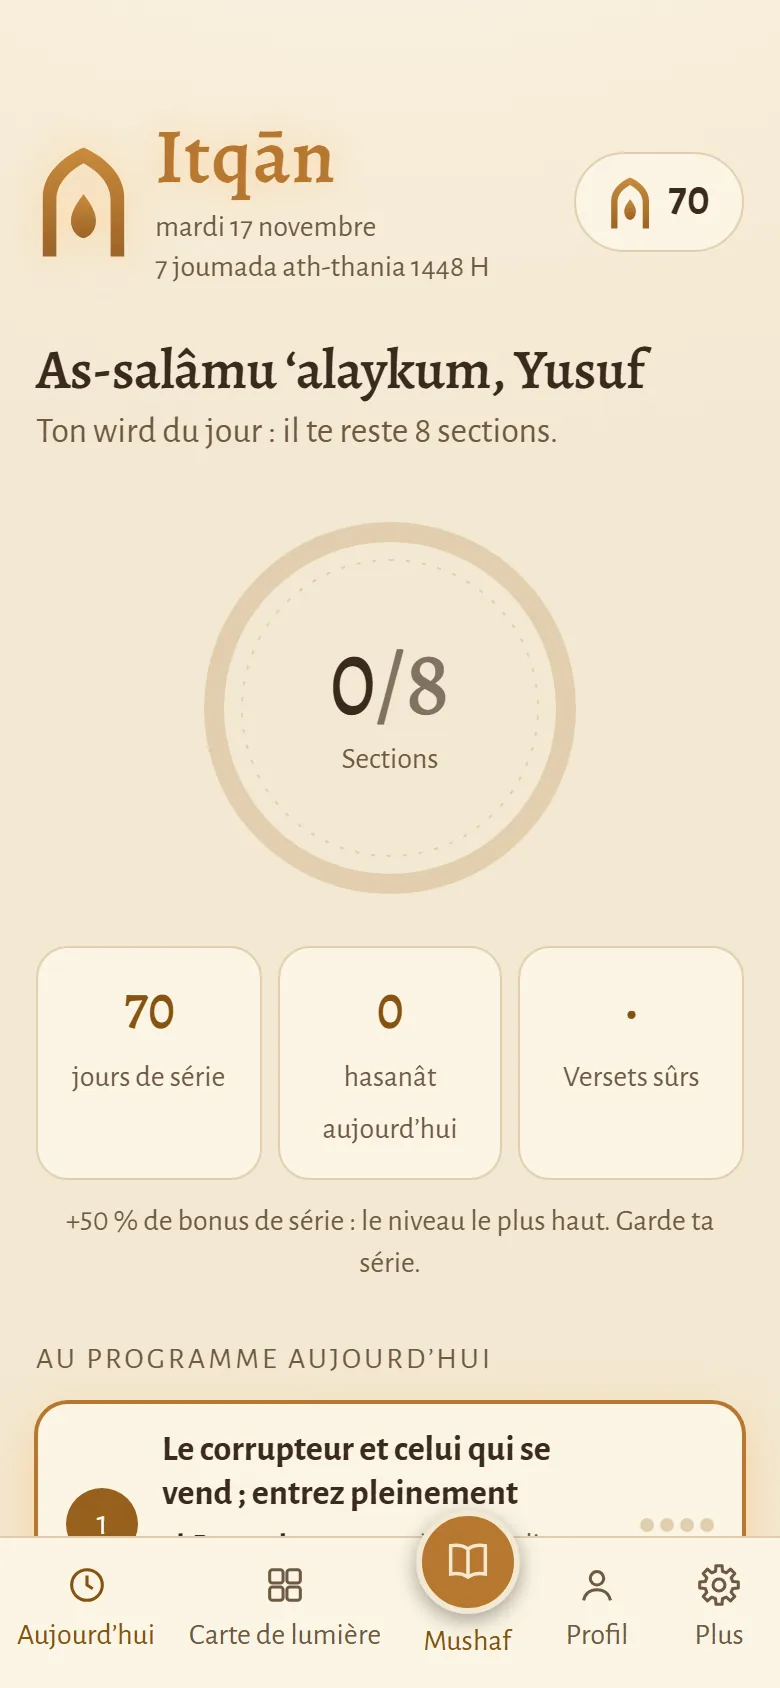 Itqān
mardi 17 novembre
7 joumada ath-thania 1448 H
70
As-salâmu ‘alaykum, Yusuf
Ton wird du jour : il te reste 8 sections.
0/8
Sections
70
jours de série
0
hasanât
aujourd’hui
·
Versets sûrs
+50 % de bonus de série : le niveau le plus haut. Garde ta
série.
AU PROGRAMME AUJOURD’HUI
Le corrupteur et celui qui se
vend ; entrez pleinement
1
Aujourd’hui
Carte de lumière
Mushaf
Profil
Plus